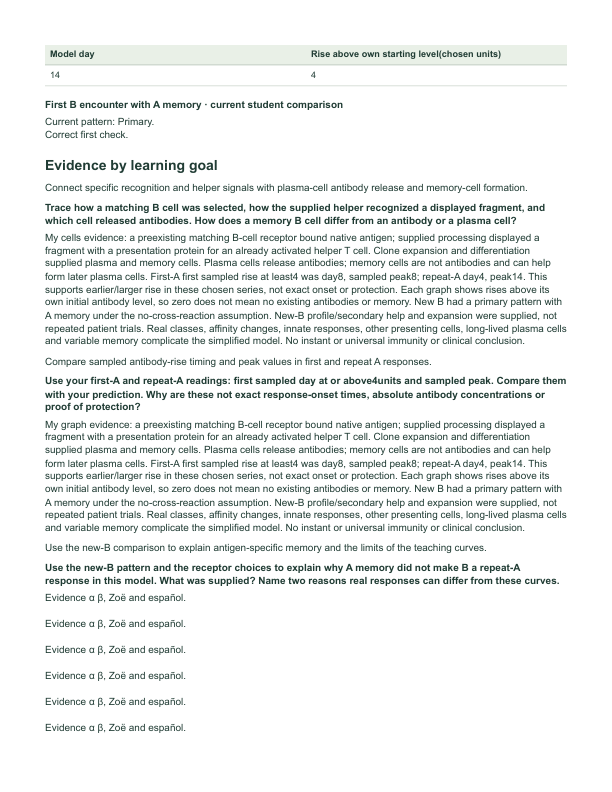 Model day Rise above own starting level(chosen units)
14 4
First B encounter with A memory · current student comparison
Current pattern: Primary.
Correct first check.
Evidence by learning goal
Connect specific recognition and helper signals with plasma-cell antibody release and memory-cell formation.
Trace how a matching B cell was selected, how the supplied helper recognized a displayed fragment, and
which cell released antibodies. How does a memory B cell differ from an antibody or a plasma cell?
My cells evidence: a preexisting matching B-cell receptor bound native antigen; supplied processing displayed a
fragment with a presentation protein for an already activated helper T cell. Clone expansion and differentiation
supplied plasma and memory cells. Plasma cells release antibodies; memory cells are not antibodies and can help
form later plasma cells. First-A first sampled rise at least4 was day8, sampled peak8; repeat-A day4, peak14. This
supports earlier/larger rise in these chosen series, not exact onset or protection. Each graph shows rises above its
own initial antibody level, so zero does not mean no existing antibodies or memory. New B had a primary pattern with
A memory under the no-cross-reaction assumption. New-B profile/secondary help and expansion were supplied, not
repeated patient trials. Real classes, affinity changes, innate responses, other presenting cells, long-lived plasma cells
and variable memory complicate the simplified model. No instant or universal immunity or clinical conclusion.
Compare sampled antibody-rise timing and peak values in first and repeat A responses.
Use your first-A and repeat-A readings: first sampled day at or above4units and sampled peak. Compare them
with your prediction. Why are these not exact response-onset times, absolute antibody concentrations or
proof of protection?
My graph evidence: a preexisting matching B-cell receptor bound native antigen; supplied processing displayed a
fragment with a presentation protein for an already activated helper T cell. Clone expansion and differentiation
supplied plasma and memory cells. Plasma cells release antibodies; memory cells are not antibodies and can help
form later plasma cells. First-A first sampled rise at least4 was day8, sampled peak8; repeat-A day4, peak14. This
supports earlier/larger rise in these chosen series, not exact onset or protection. Each graph shows rises above its
own initial antibody level, so zero does not mean no existing antibodies or memory. New B had a primary pattern with
A memory under the no-cross-reaction assumption. New-B profile/secondary help and expansion were supplied, not
repeated patient trials. Real classes, affinity changes, innate responses, other presenting cells, long-lived plasma cells
and variable memory complicate the simplified model. No instant or universal immunity or clinical conclusion.
Use the new-B comparison to explain antigen-specific memory and the limits of the teaching curves.
Use the new-B pattern and the receptor choices to explain why A memory did not make B a repeat-A
response in this model. What was supplied? Name two reasons real responses can differ from these curves.
Evidence α β, Zoë and español.
Evidence α β, Zoë and español.
Evidence α β, Zoë and español.
Evidence α β, Zoë and español.
Evidence α β, Zoë and español.
Evidence α β, Zoë and español.